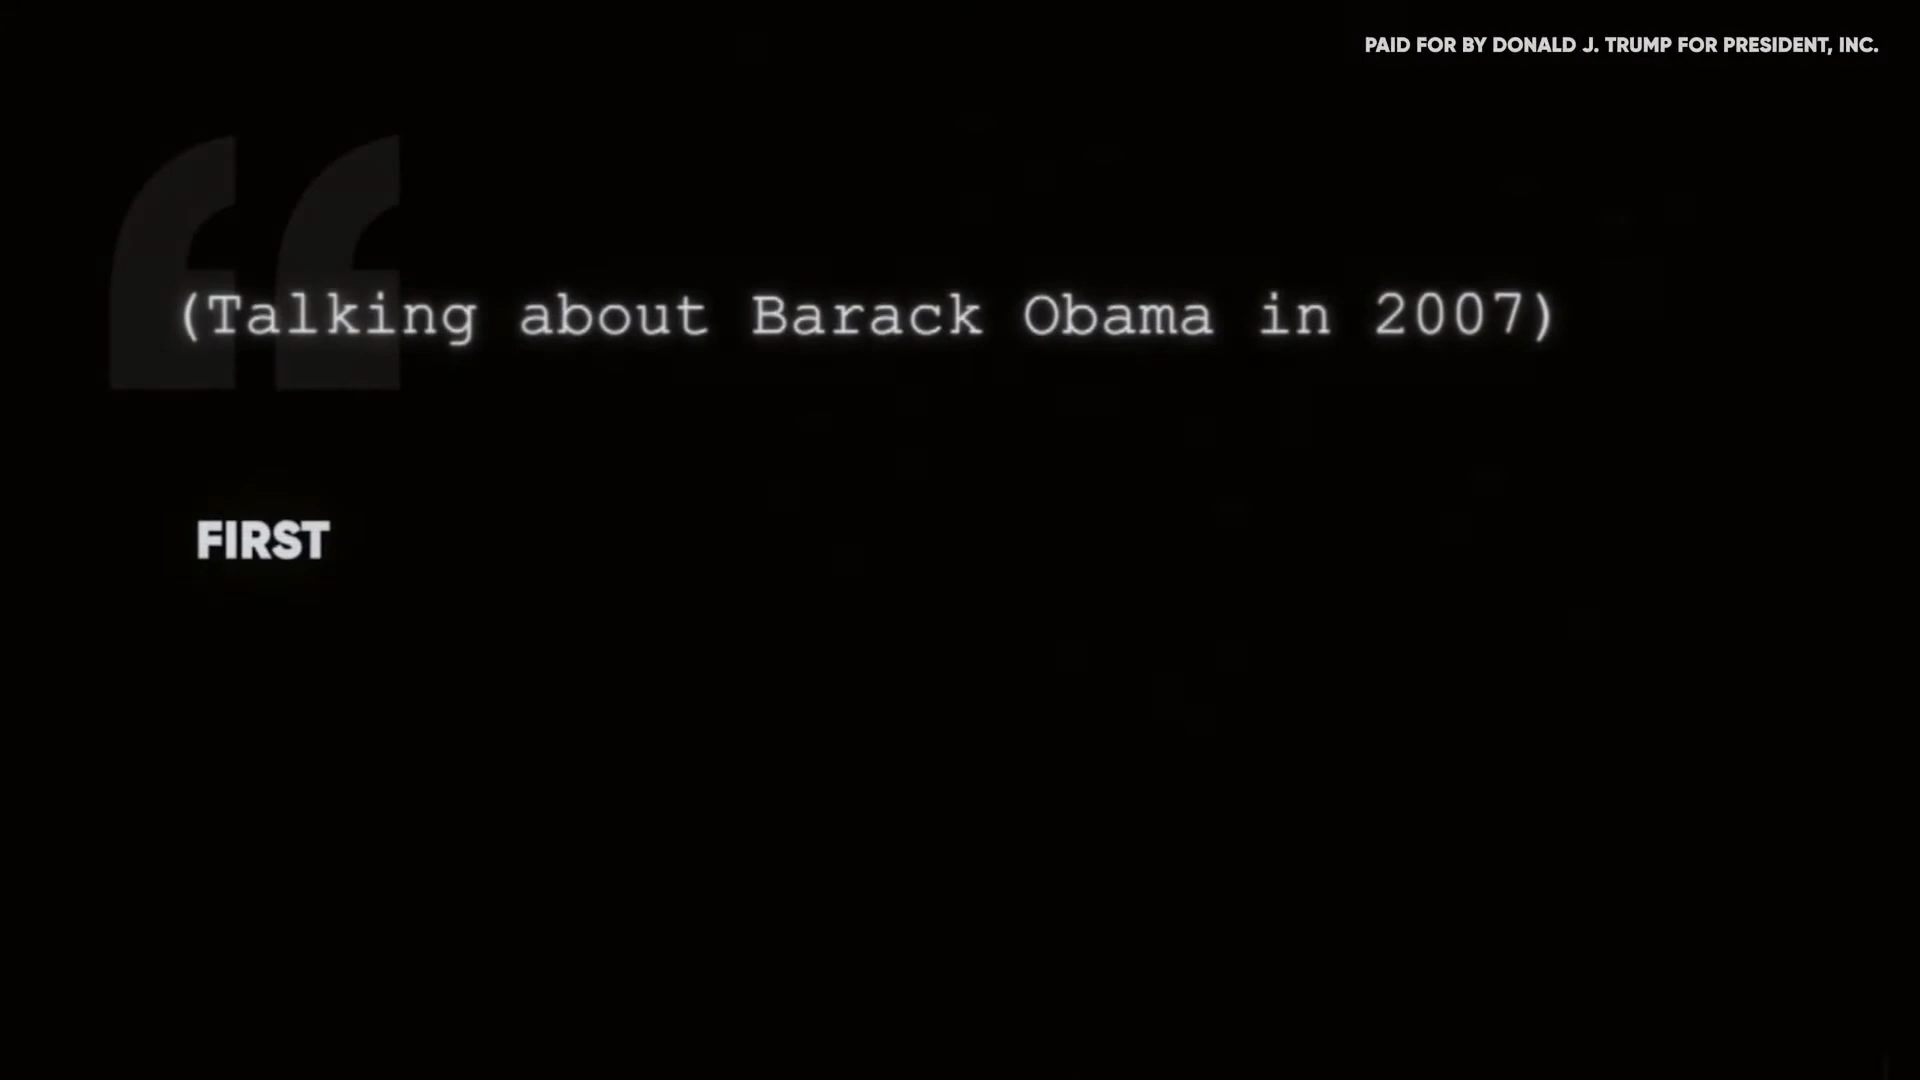 PAID FOR BY DONALD J. TRUMP FOR PRESIDENT, INC.
(Talking about Barack Obama in 2007)
FIRST